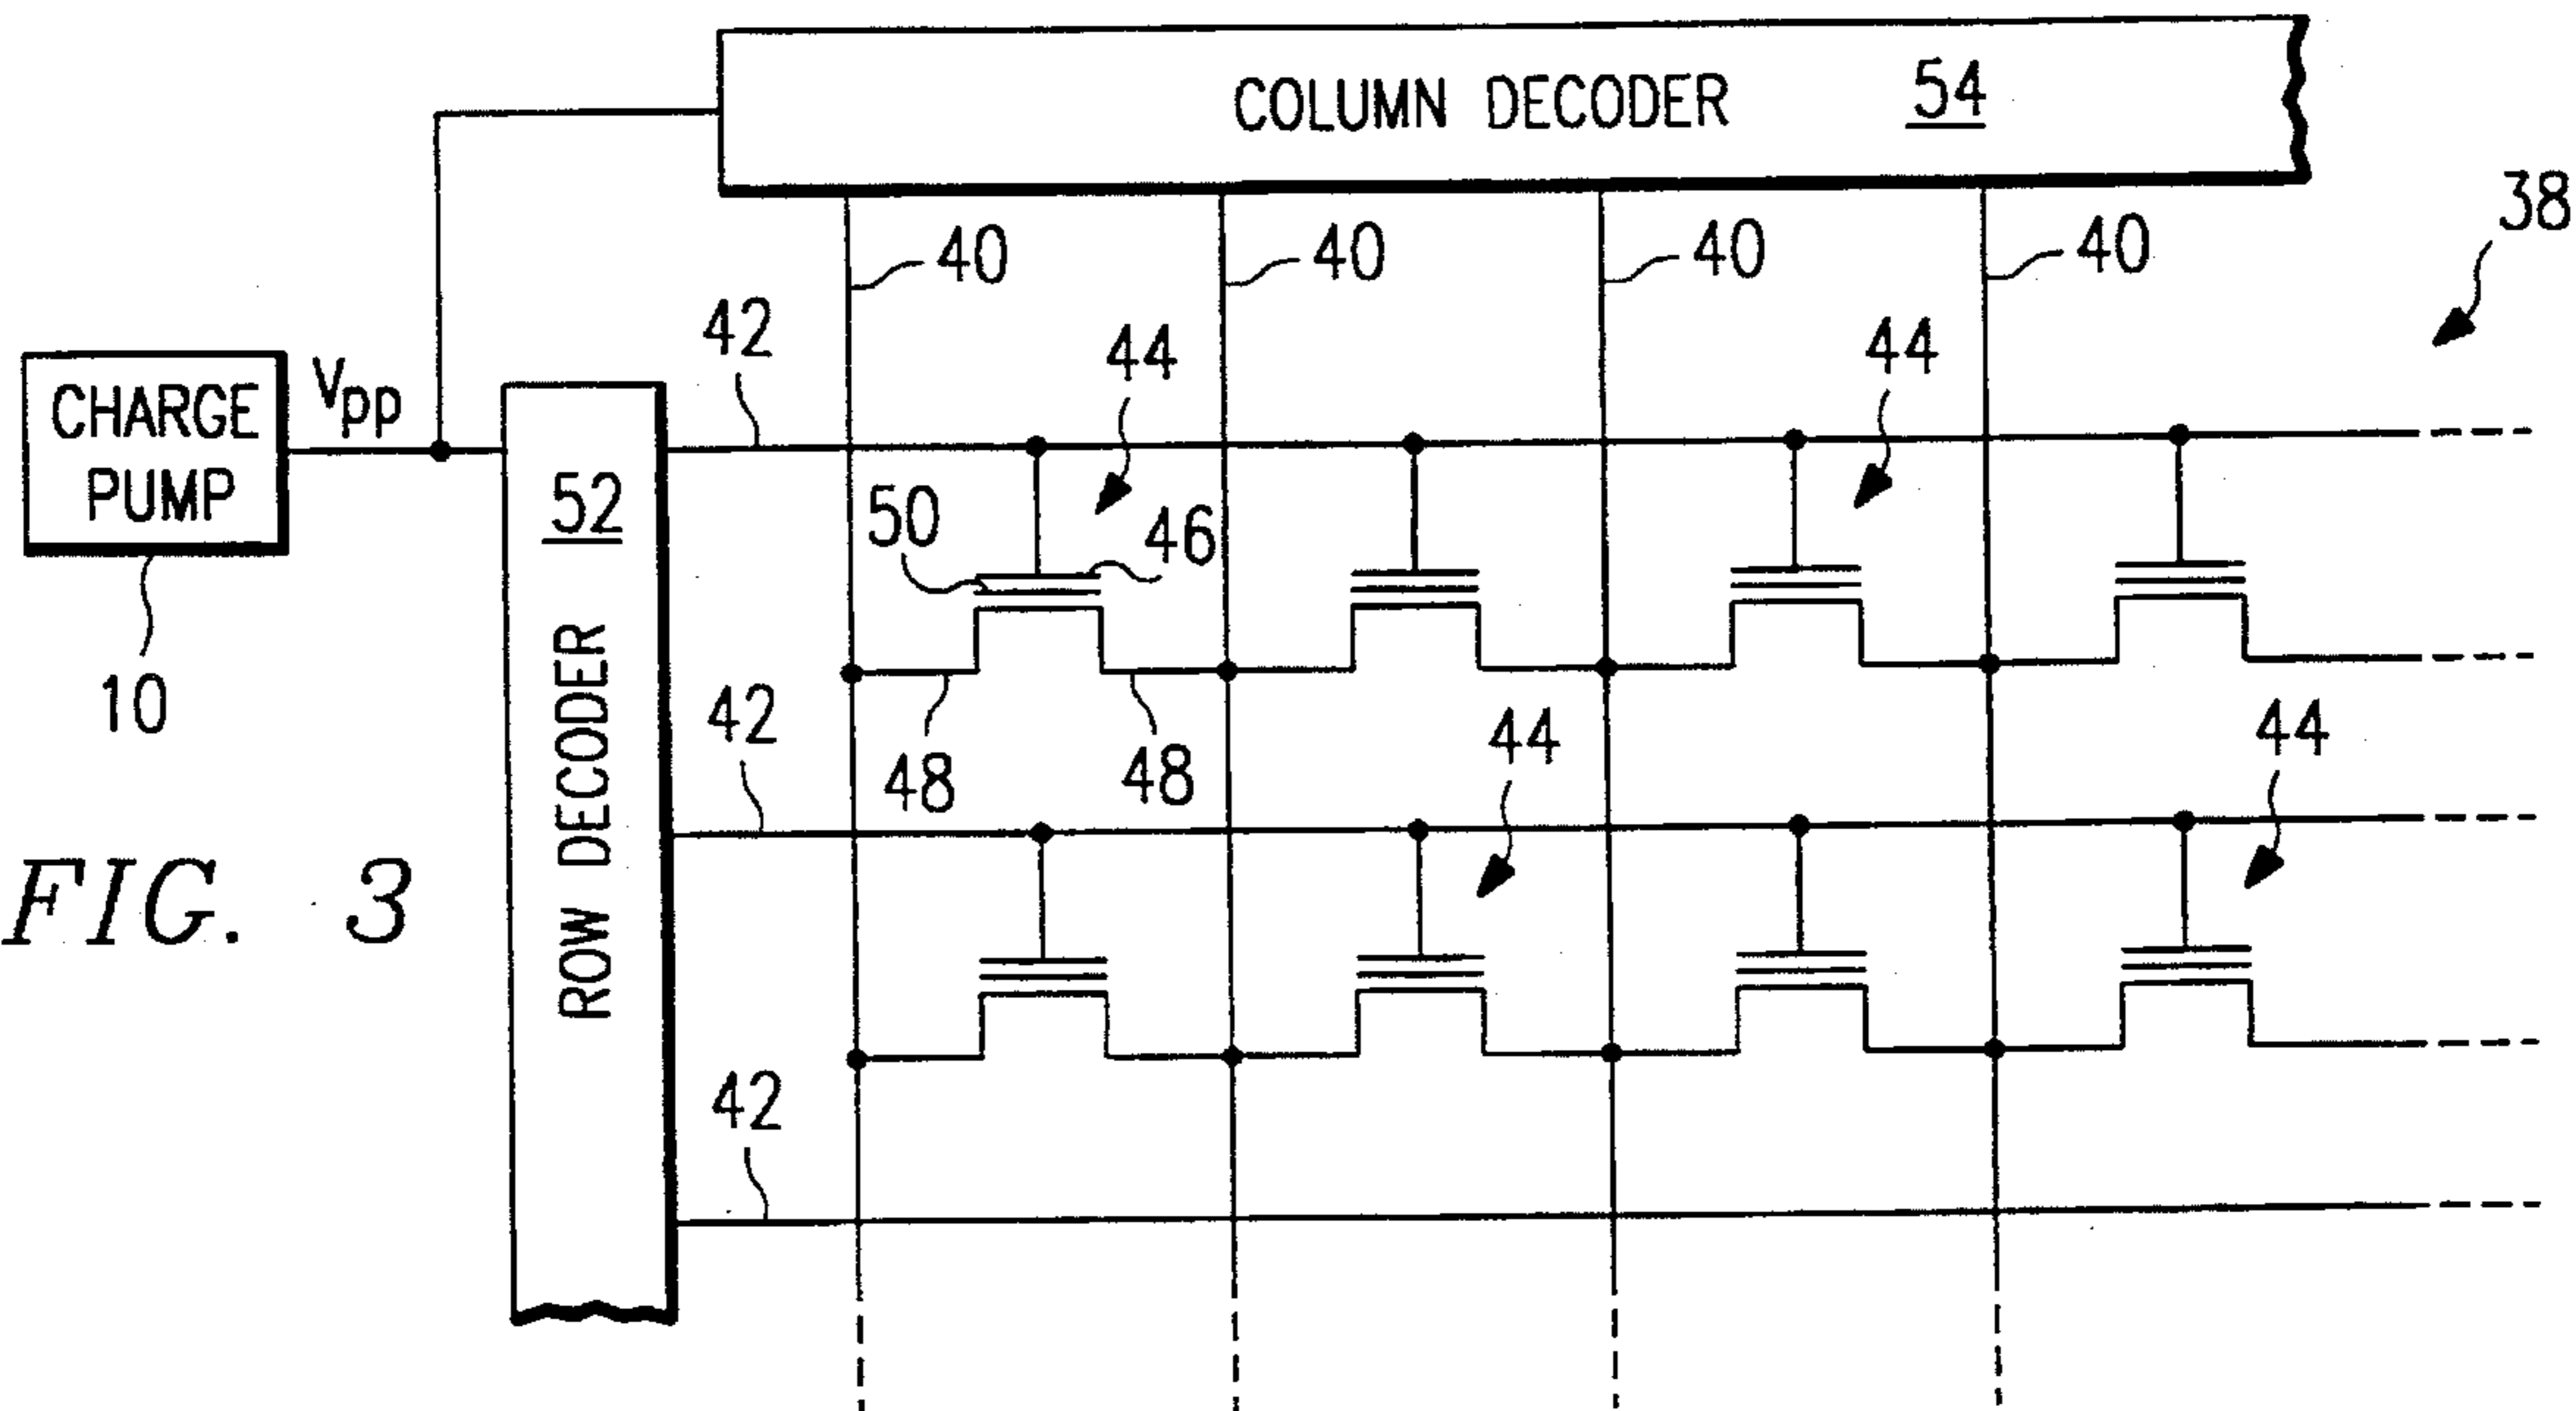 COLUMN DECODER 54
38
40 40 40 40
42
44 44
CHARGE PUMP
Vpp
52
50 46
10
ROW DECODER
48 48
42
44 44
FIG. 3
42